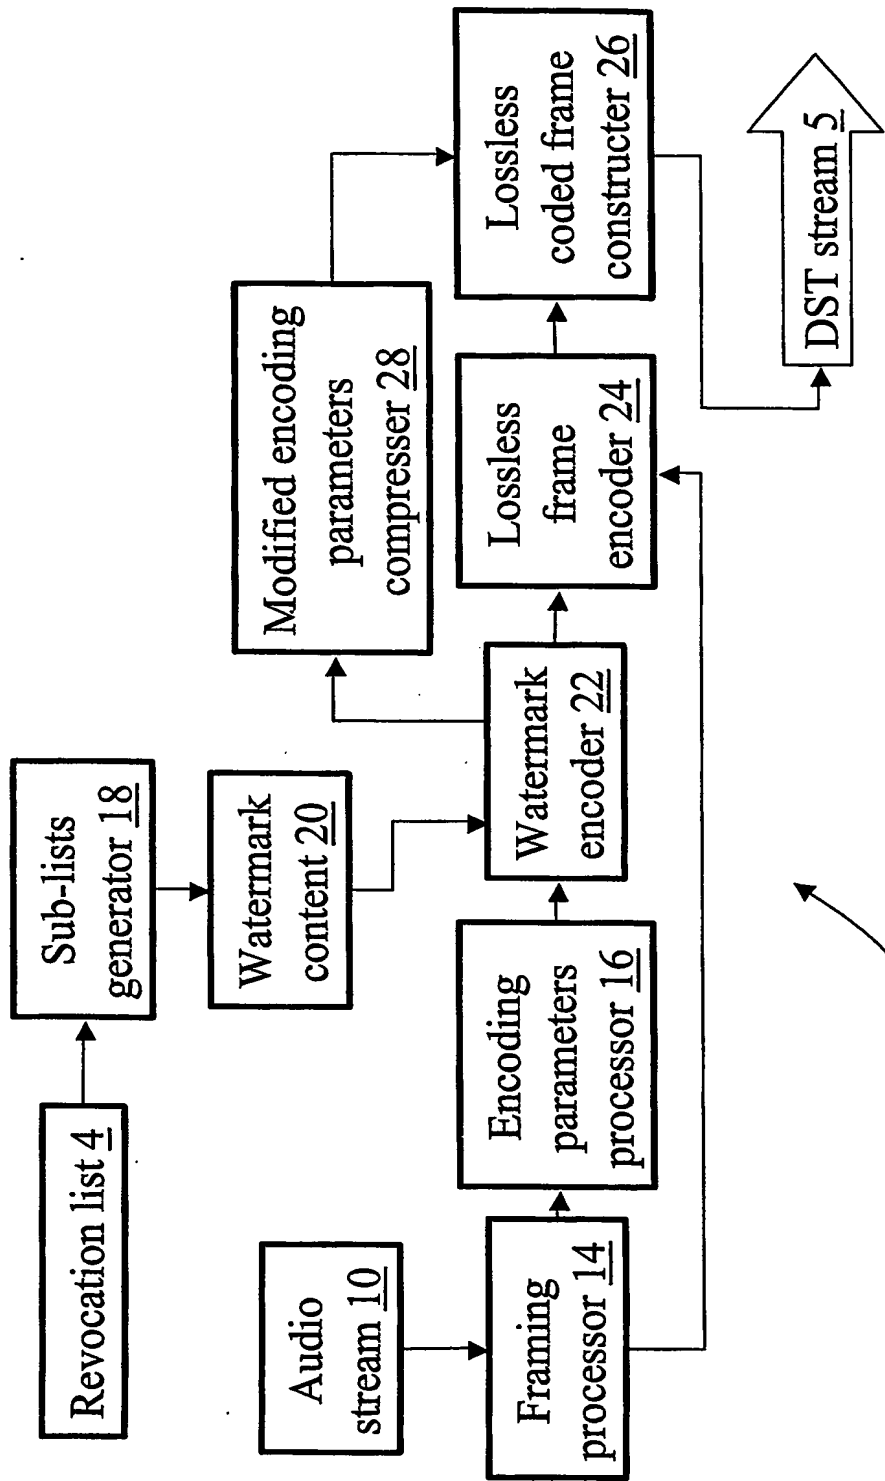 Revocation list 4
Sub-lists
generator 18
Watermark
content 20
Audio
stream 10
Framing
processor 14
Encoding
parameters
processor 16
Watermark
encoder 22
Modified encoding
parameters
compresser 28
Lossless
frame
encoder 24
Lossless
coded frame
constructer 26
DST stream 5